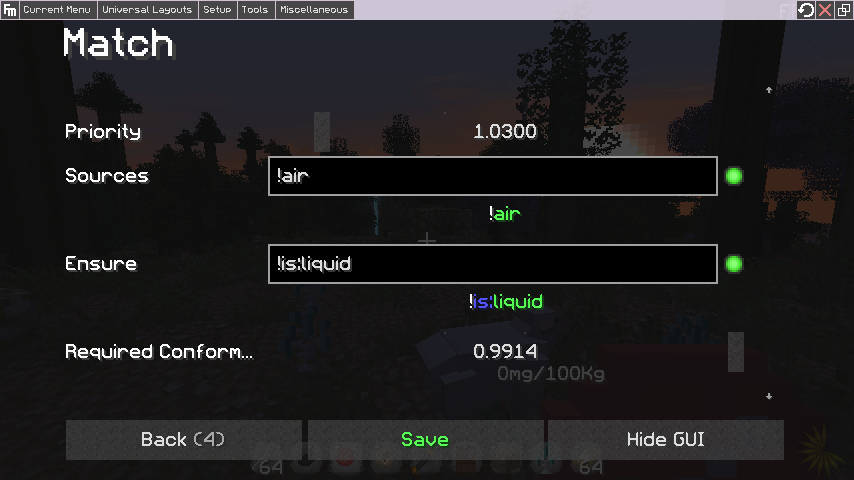 Fm Current Menu Universal Layouts Setup Tools Miscellaneous
Match
Priority 1.0300
Sources !air
!air
Ensure !is:liquid
!is:liquid
Required Conform... 0.9914
0mg/100Kg
Back (4) Save Hide GUI
64 64